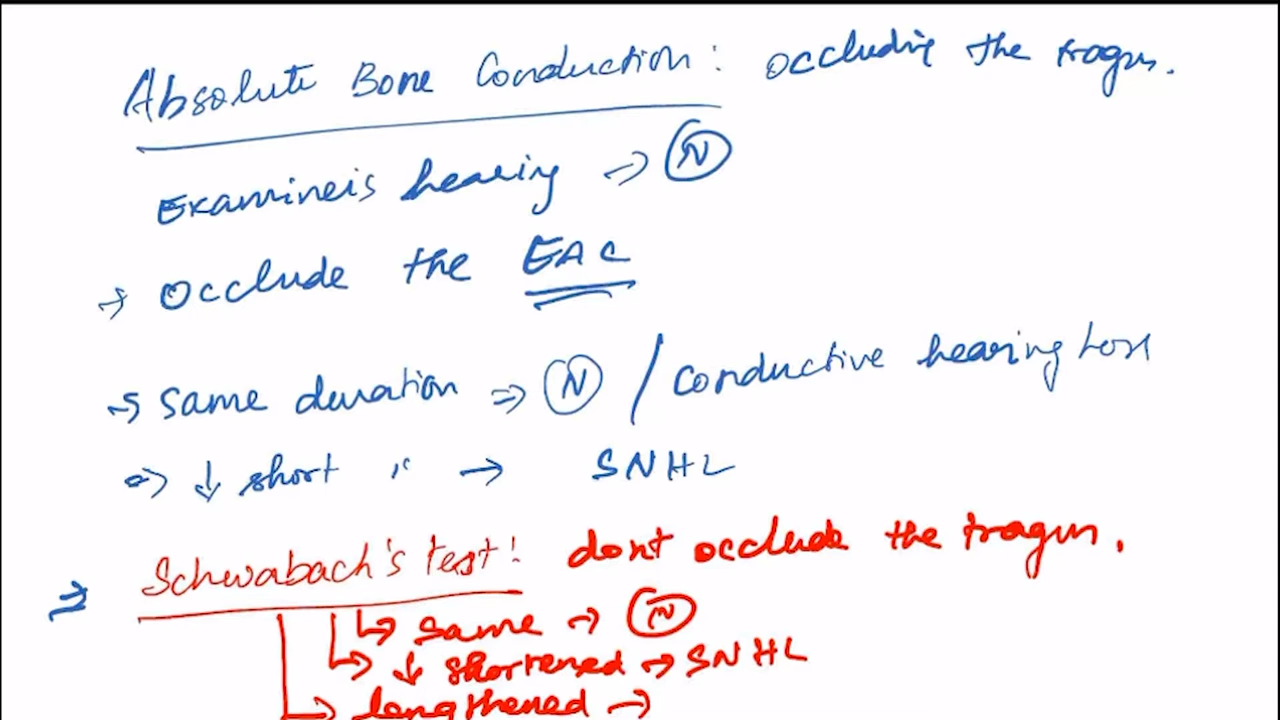 Absolute Bone Conduction: occluding the tragus.
Examineis hearing → N
→ Occlude the EAC
→ Same duration ⇒ N / Conductive hearing Loss
⇒ ↓ short " → SNHL
⇒ Schwabach's test! dont occlude the tragus.
↳ Same → N
↳ ↓ shortened → SNHL
↳ lengthened →